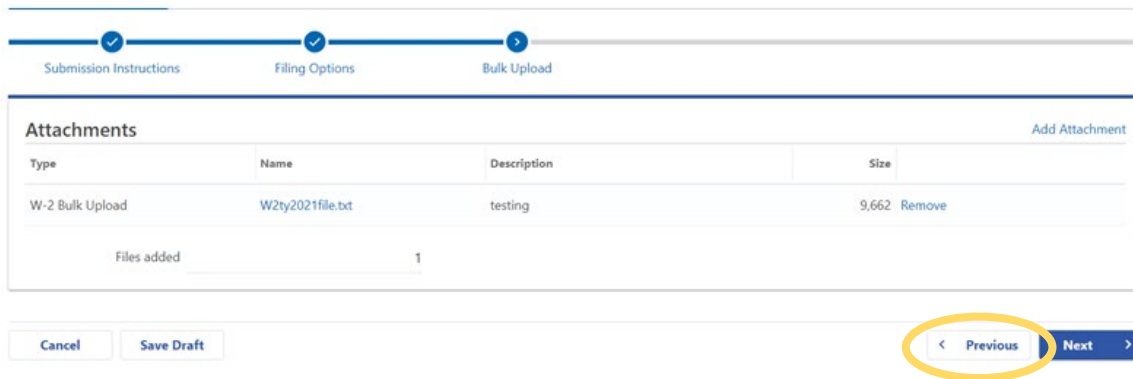 Submission Instructions Filing Options Bulk Upload
Attachments Add Attachment
Type Name Description Size
W-2 Bulk Upload W2ty2021file.txt testing 9,662 Remove
Files added 1
Cancel Save Draft Previous Next